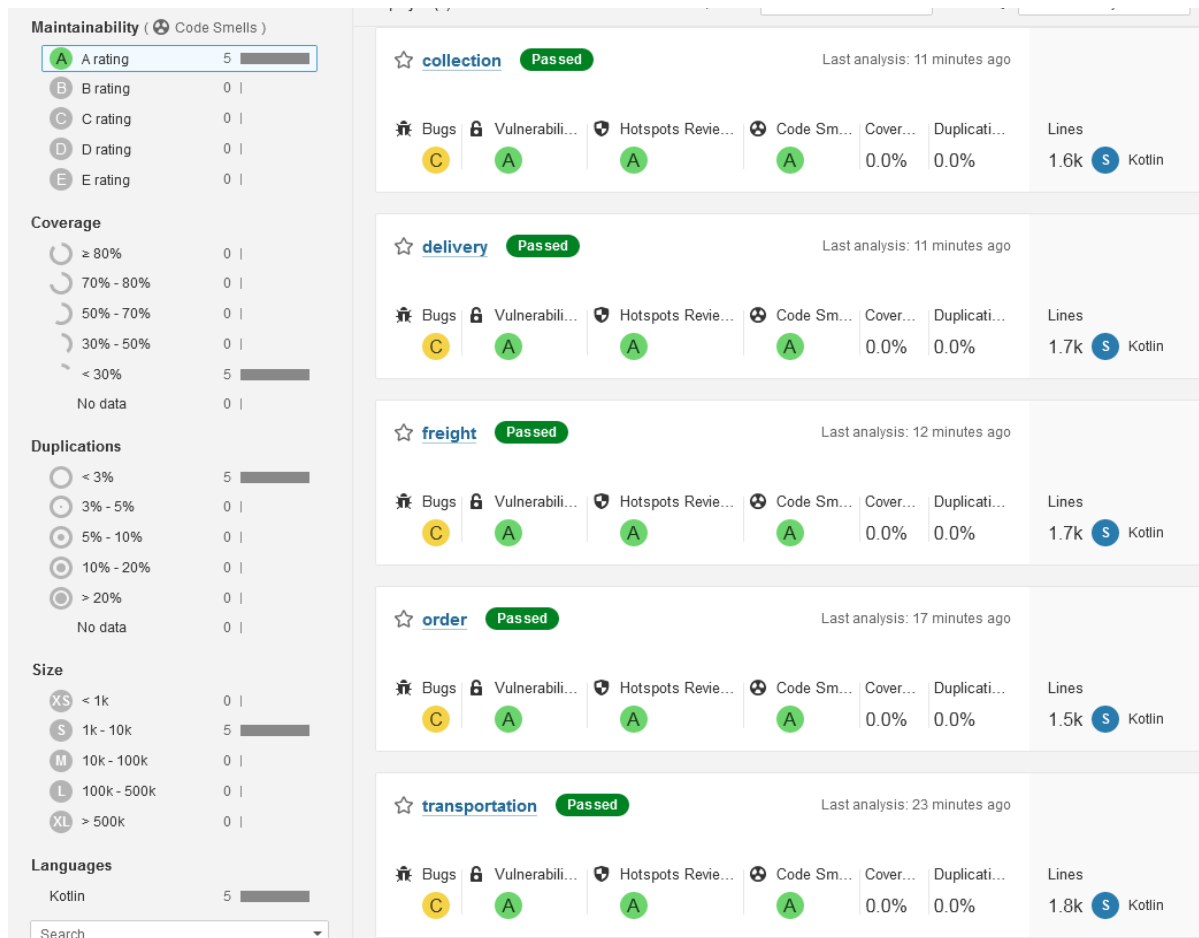 Maintainability ( Code Smells )
A A rating 5
B B rating 0
C C rating 0
D D rating 0
E E rating 0
Coverage
≥ 80% 0
70% - 80% 0
50% - 70% 0
30% - 50% 0
< 30% 5
No data 0
Duplications
< 3% 5
3% - 5% 0
5% - 10% 0
10% - 20% 0
> 20% 0
No data 0
Size
XS < 1k 0
S 1k - 10k 5
M 10k - 100k 0
L 100k - 500k 0
XL > 500k 0
Languages
Kotlin 5
Search
collection Passed Last analysis: 11 minutes ago
Bugs Vulnerabili... Hotspots Revie... Code Sm... Cover... Duplicati... Lines
C A A A 0.0% 0.0% 1.6k S Kotlin
delivery Passed Last analysis: 11 minutes ago
Bugs Vulnerabili... Hotspots Revie... Code Sm... Cover... Duplicati... Lines
C A A A 0.0% 0.0% 1.7k S Kotlin
freight Passed Last analysis: 12 minutes ago
Bugs Vulnerabili... Hotspots Revie... Code Sm... Cover... Duplicati... Lines
C A A A 0.0% 0.0% 1.7k S Kotlin
order Passed Last analysis: 17 minutes ago
Bugs Vulnerabili... Hotspots Revie... Code Sm... Cover... Duplicati... Lines
C A A A 0.0% 0.0% 1.5k S Kotlin
transportation Passed Last analysis: 23 minutes ago
Bugs Vulnerabili... Hotspots Revie... Code Sm... Cover... Duplicati... Lines
C A A A 0.0% 0.0% 1.8k S Kotlin